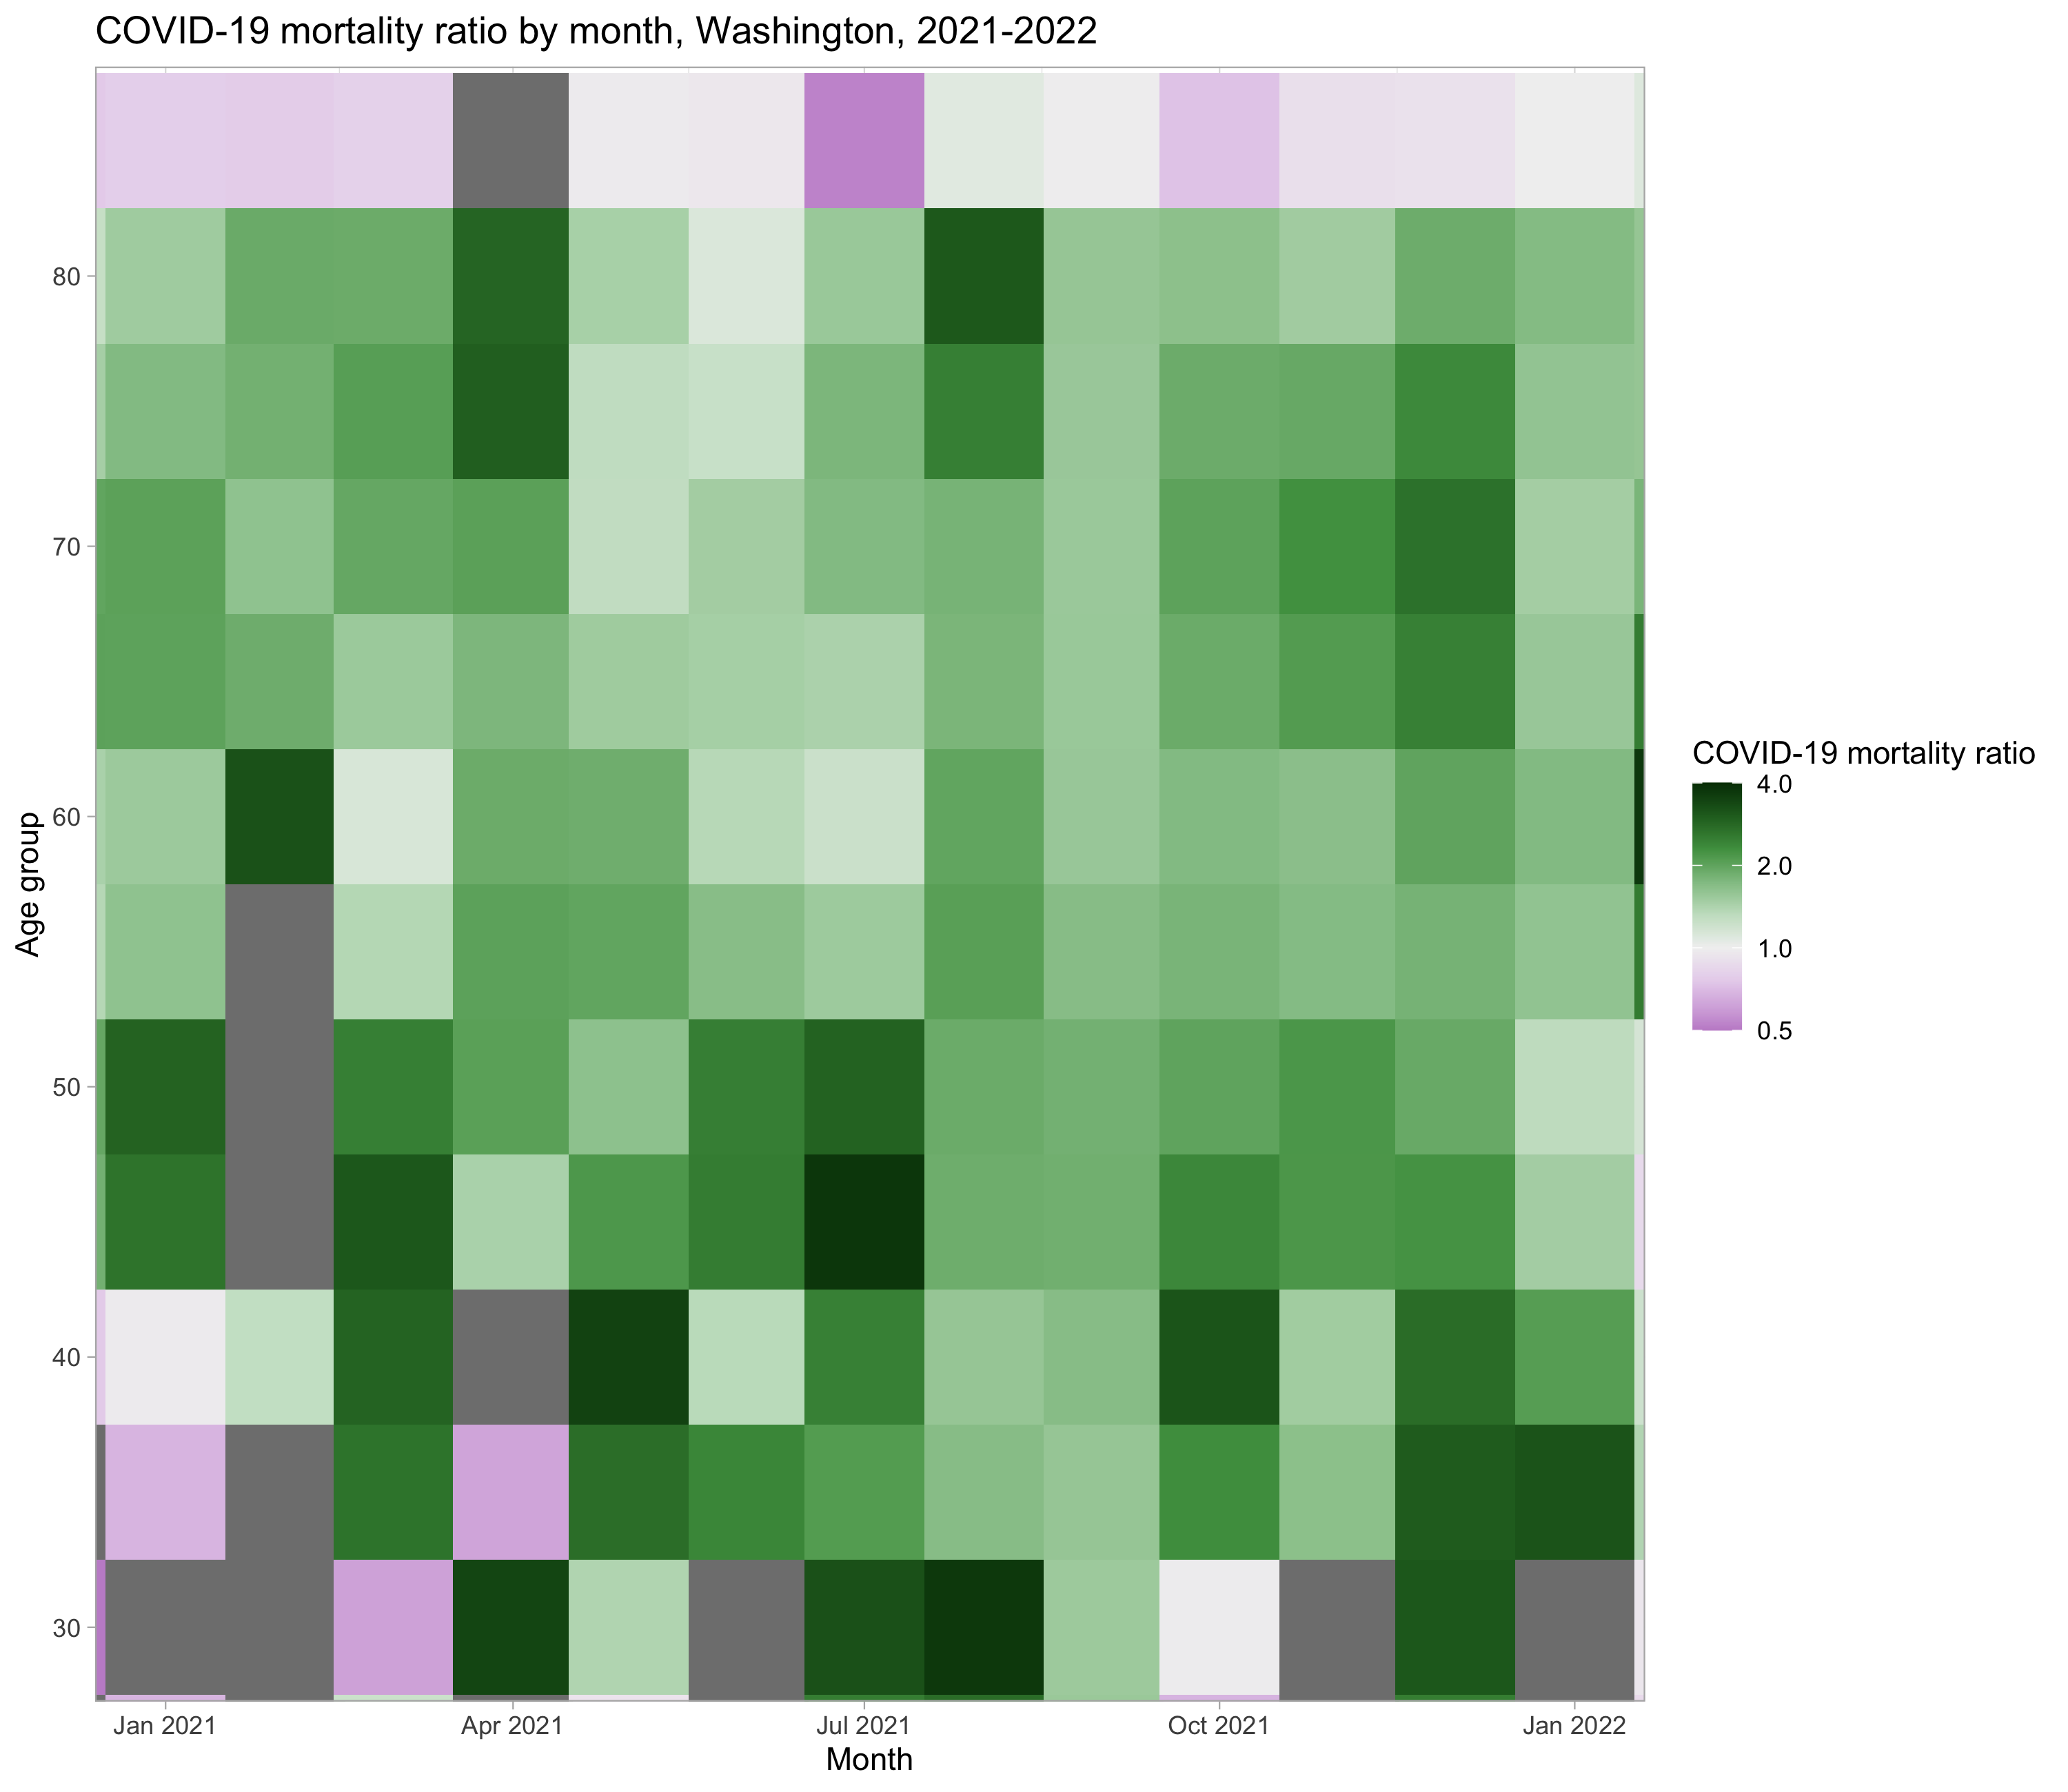 COVID-19 mortality ratio by month, Washington, 2021-2022
80
70
60
50
40
30
Age group
Jan 2021
Apr 2021
Jul 2021
Oct 2021
Jan 2022
Month
COVID-19 mortality ratio
4.0
2.0
1.0
0.5